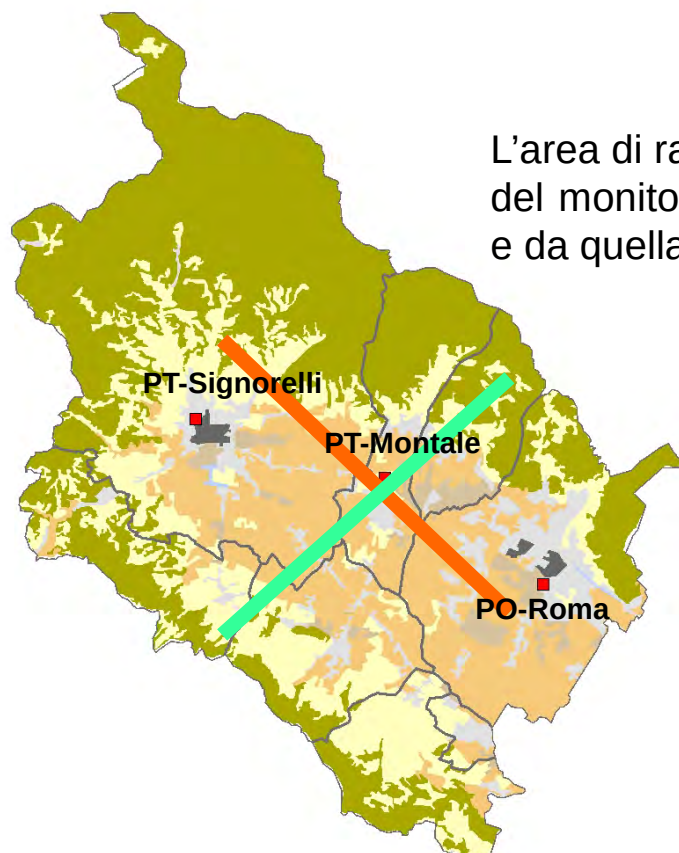 L’area di ra
del monito
e da quella
PT-Signorelli
PT-Montale
PO-Roma